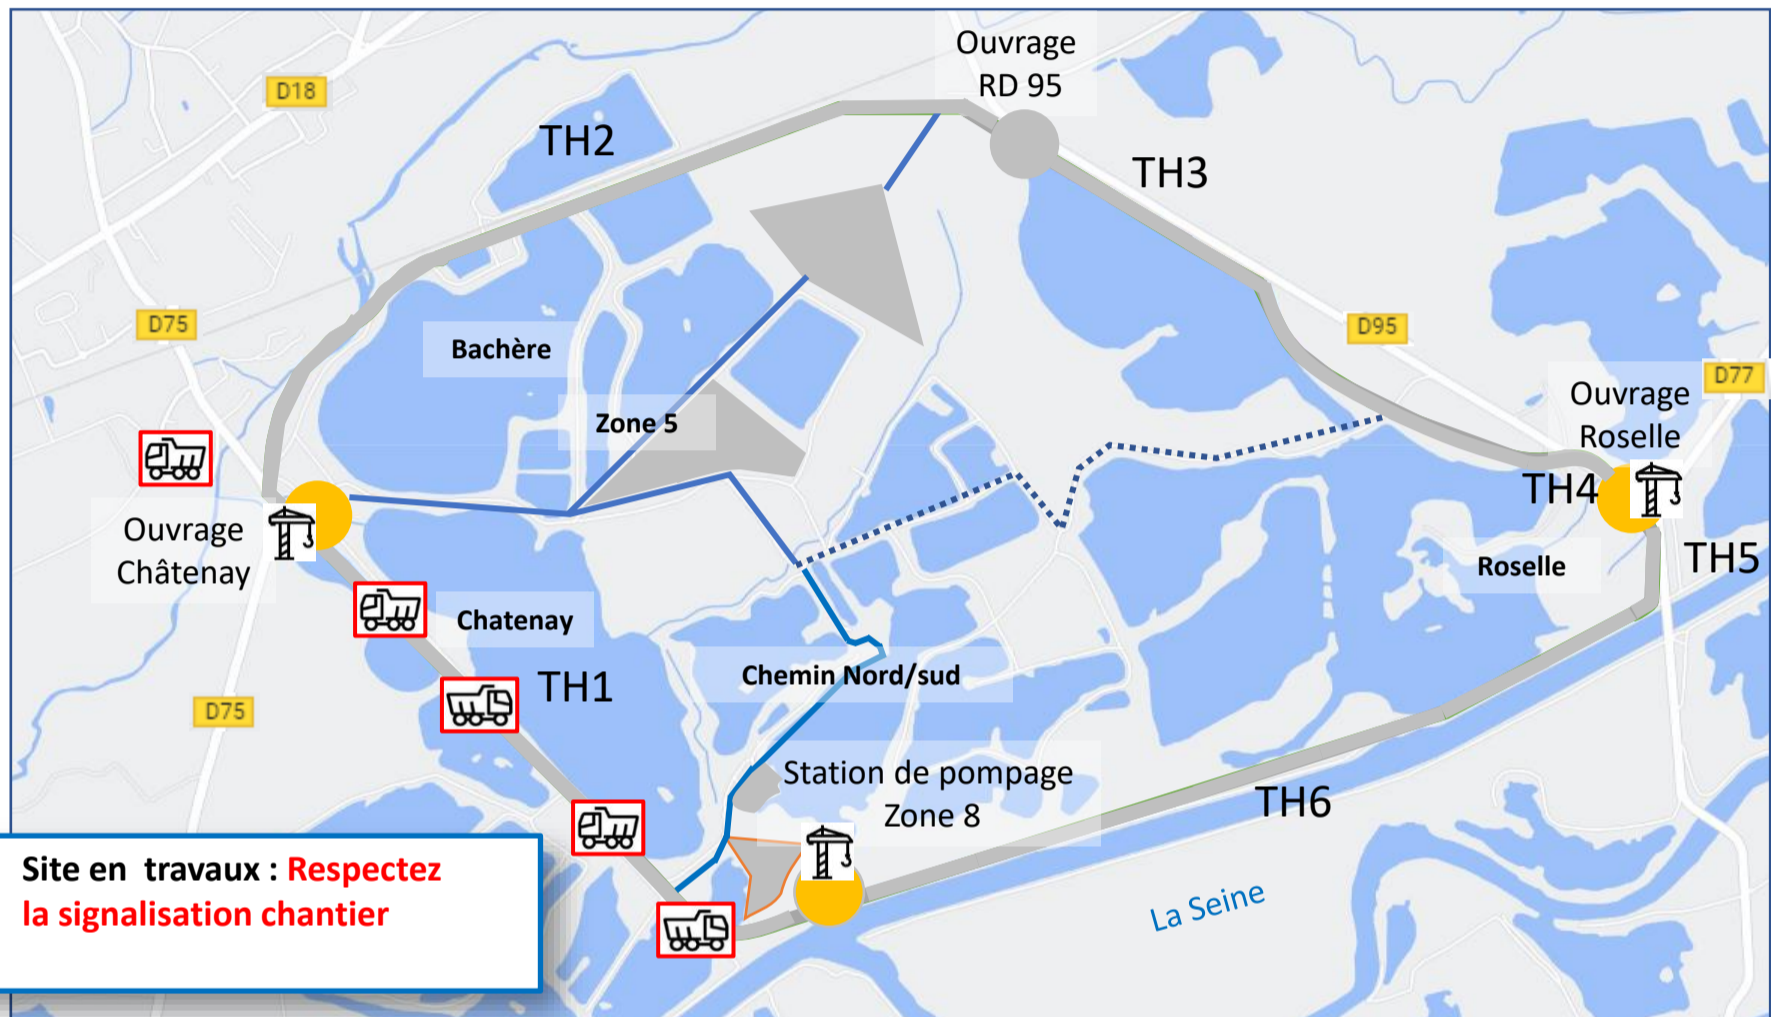 Ouvrage
RD 95
D18
TH2
TH3
D75
D95
Bachère
D77
Ouvrage
Roselle
Zone 5
TH4
Ouvrage
Châtenay
TH5
Roselle
Chatenay
TH1
Chemin Nord/sud
D75
Station de pompage
Zone 8
TH6
Site en travaux : Respectez
la signalisation chantier
La Seine